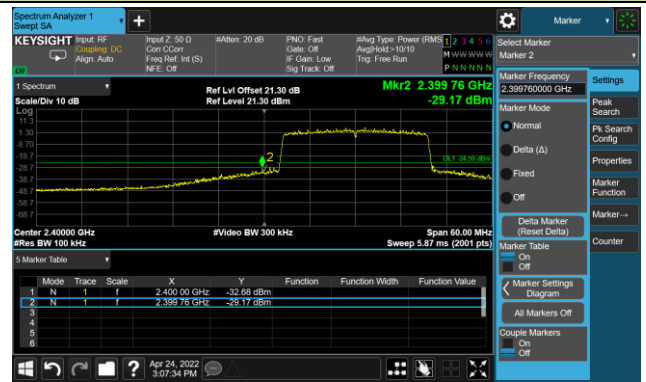 Spectrum Analyzer 1
Swept SA
Marker
KEYSIGHT
Input: RF
Coupling: DC
Align: Auto
Input Z: 50 Ω
Corr CCorr
Freq Ref: Int (S)
NFE: Off
#Atten: 20 dB
PNO: Fast
Gate: Off
IF Gain: Low
Sig Track: Off
#Avg Type: Power (RMS
Avg|Hold:>10/10
Trig: Free Run
1 2 3 4 5 6
M W W W W W
P N N N N N
Select Marker
Marker 2
1 Spectrum
Scale/Div 10 dB
Log
Ref Lvl Offset 21.30 dB
Ref Level 21.30 dBm
Mkr2 2.399 76 GHz
-29.17 dBm
11.3
1.30
-8.70
-18.7
-28.7
-38.7
-48.7
-58.7
-68.7
2
DL1 -24.59 dBm
Center 2.40000 GHz
#Res BW 100 kHz
#Video BW 300 kHz
Span 60.00 MHz
Sweep 5.87 ms (2001 pts)
5 Marker Table
Mode Trace Scale X Y Function Function Width Function Value
1 N 1 f 2.400 00 GHz -32.68 dBm
2 N 1 f 2.399 76 GHz -29.17 dBm
3
4
5
6
Marker Frequency
2.399760000 GHz
Marker Mode
Normal
Delta (Δ)
Fixed
Off
Delta Marker
(Reset Delta)
Marker Table
On
Off
Marker Settings
Diagram
All Markers Off
Couple Markers
On
Off
Settings
Peak
Search
Pk Search
Config
Properties
Marker
Function
Marker→
Counter
?
Apr 24, 2022
3:07:34 PM